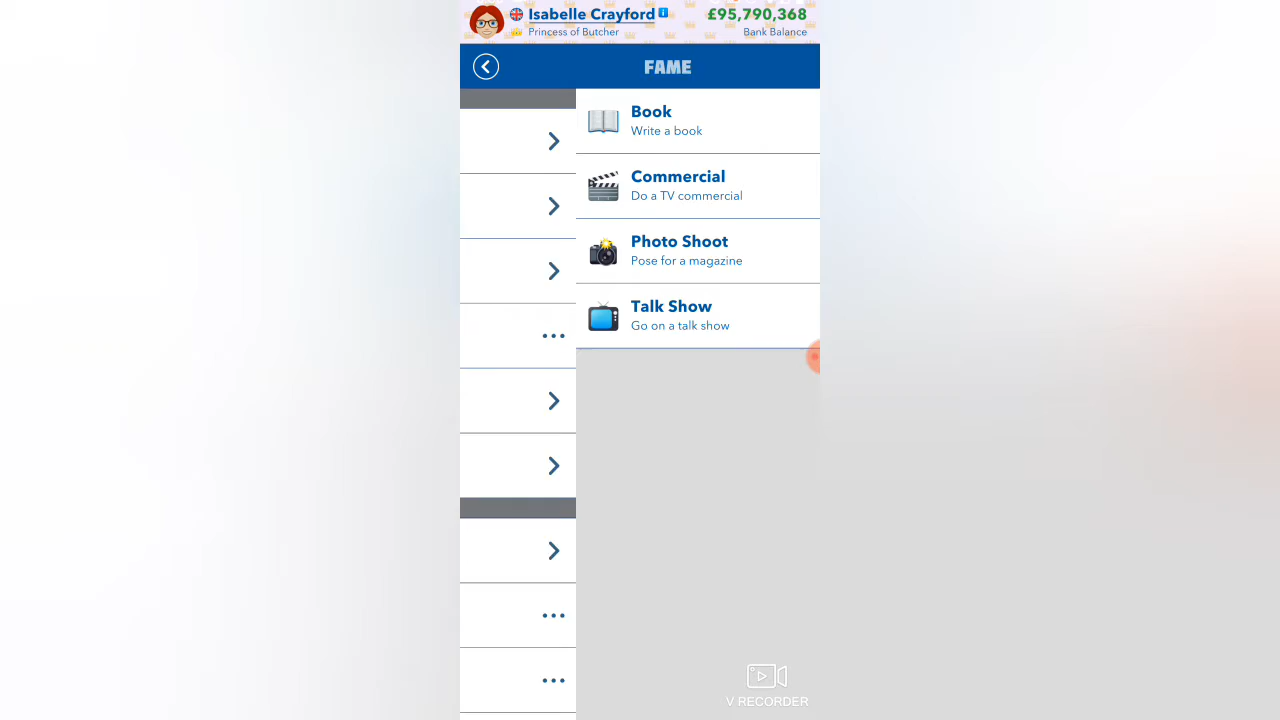 Isabelle Crayford
£95,790,368
Princess of Butcher
Bank Balance
FAME
Book
Write a book
Commercial
Do a TV commercial
Photo Shoot
Pose for a magazine
Talk Show
Go on a talk show
V RECORDER